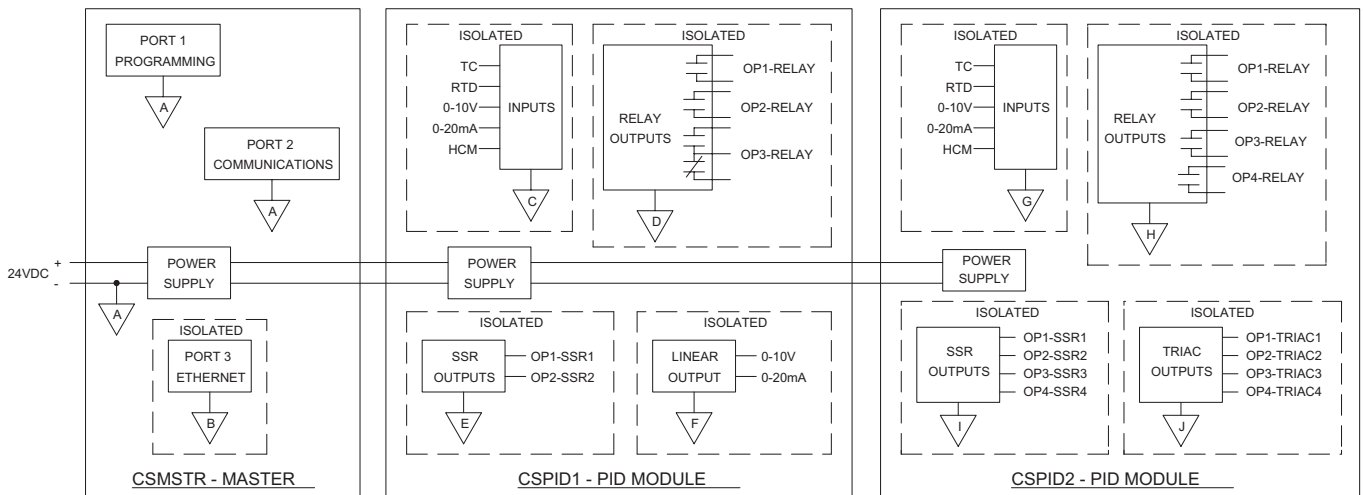 PORT 1
PROGRAMMING
A
PORT 2
COMMUNICATIONS
A
24VDC
+
-
POWER
SUPPLY
A
ISOLATED
PORT 3
ETHERNET
B
CSMSTR - MASTER
ISOLATED
TC
RTD
0-10V
0-20mA
HCM
INPUTS
C
ISOLATED
RELAY
OUTPUTS
OP1-RELAY
OP2-RELAY
OP3-RELAY
D
POWER
SUPPLY
ISOLATED
SSR
OUTPUTS
OP1-SSR1
OP2-SSR2
E
ISOLATED
LINEAR
OUTPUT
0-10V
0-20mA
F
CSPID1 - PID MODULE
ISOLATED
TC
RTD
0-10V
0-20mA
HCM
INPUTS
G
ISOLATED
RELAY
OUTPUTS
OP1-RELAY
OP2-RELAY
OP3-RELAY
OP4-RELAY
H
POWER
SUPPLY
ISOLATED
SSR
OUTPUTS
OP1-SSR1
OP2-SSR2
OP3-SSR3
OP4-SSR4
I
ISOLATED
TRIAC
OUTPUTS
OP1-TRIAC1
OP2-TRIAC2
OP3-TRIAC3
OP4-TRIAC4
J
CSPID2 - PID MODULE